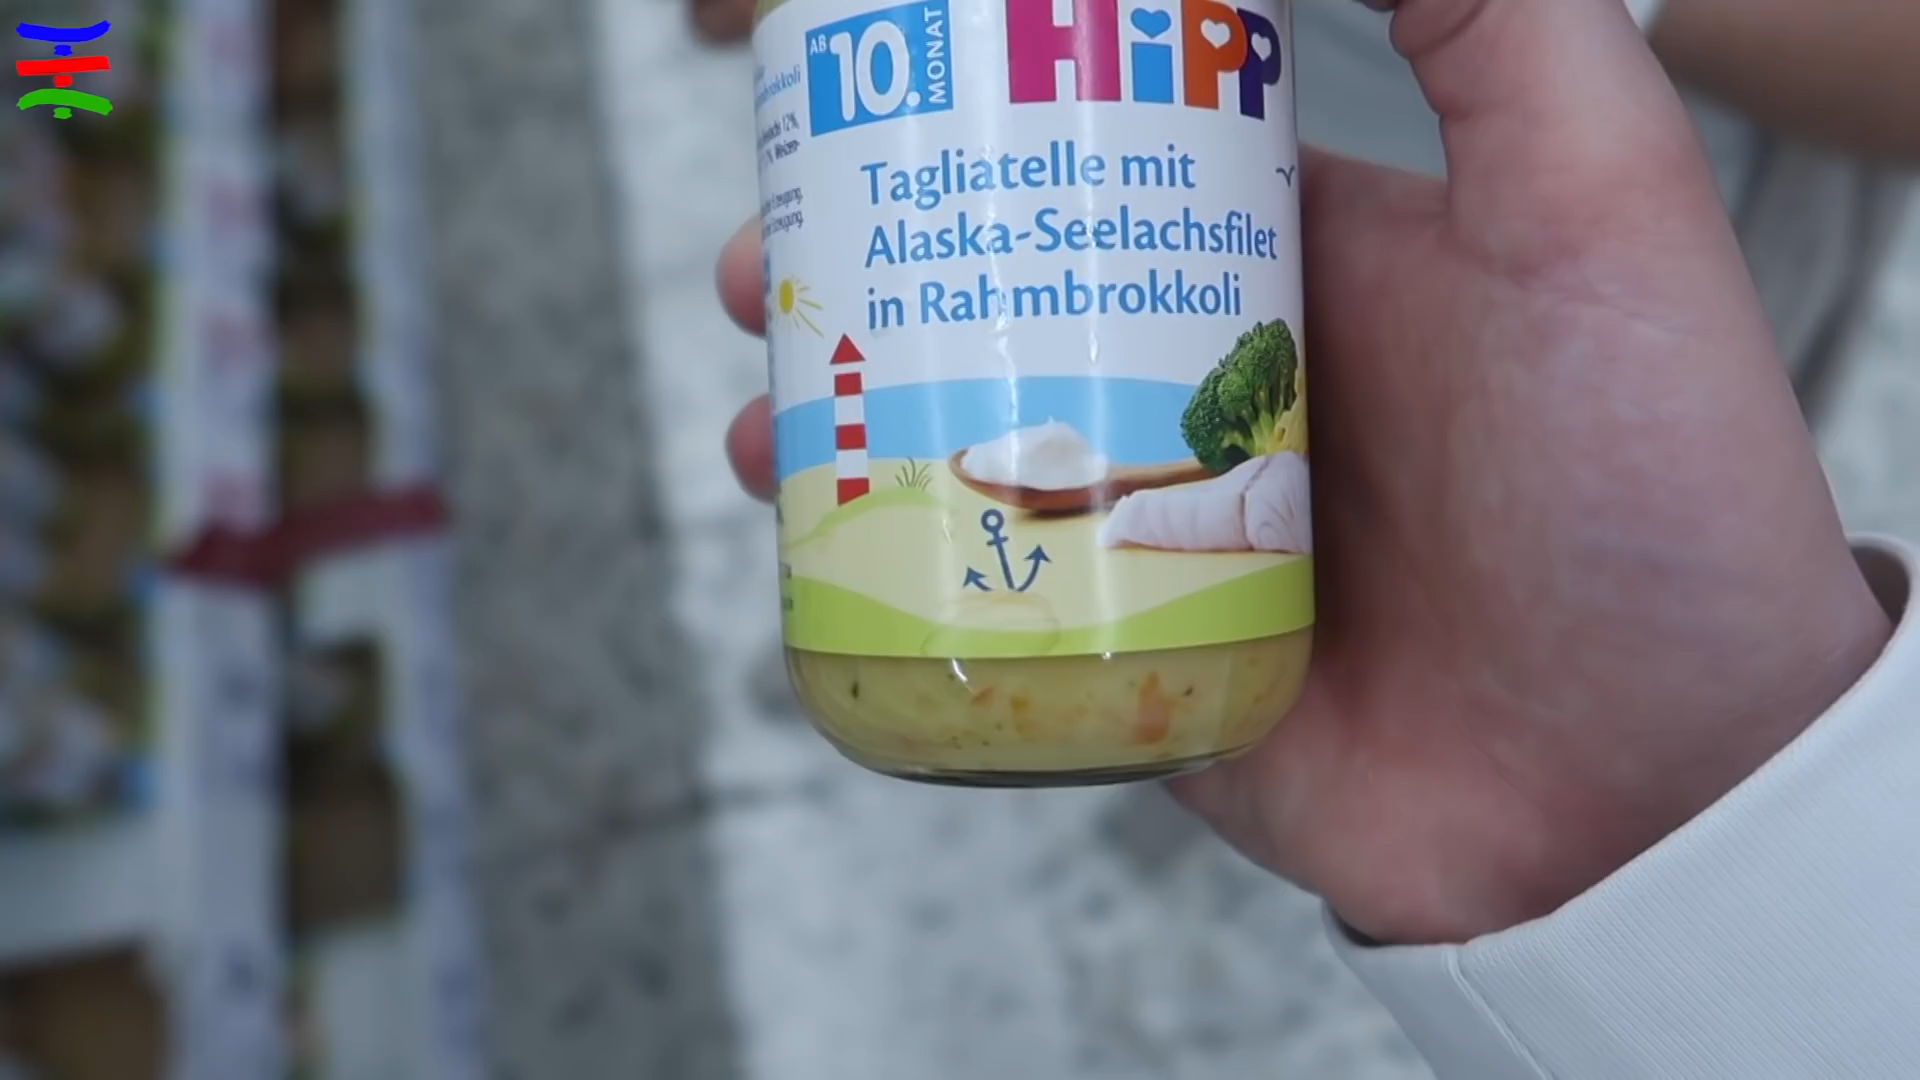 AB 10. MONAT
HiPP
Tagliatelle mit
Alaska-Seelachsfilet
in Rahmbrokkoli